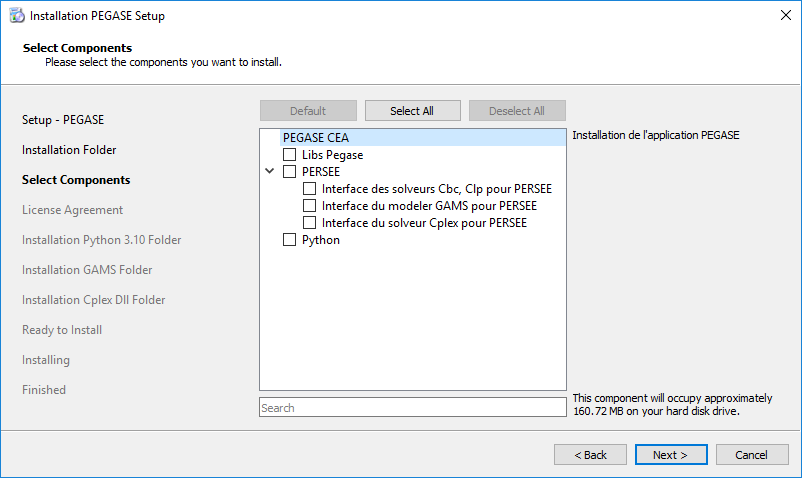 Installation PEGASE Setup
Select Components
Please select the components you want to install.
Setup - PEGASE
Installation Folder
Select Components
License Agreement
Installation Python 3.10 Folder
Installation GAMS Folder
Installation Cplex Dll Folder
Ready to Install
Installing
Finished
Default
Select All
Deselect All
PEGASE CEA
Libs Pegase
PERSEE
Interface des solveurs Cbc, Clp pour PERSEE
Interface du modeler GAMS pour PERSEE
Interface du solveur Cplex pour PERSEE
Python
Search
Installation de l'application PEGASE
This component will occupy approximately
160.72 MB on your hard disk drive.
< Back
Next >
Cancel